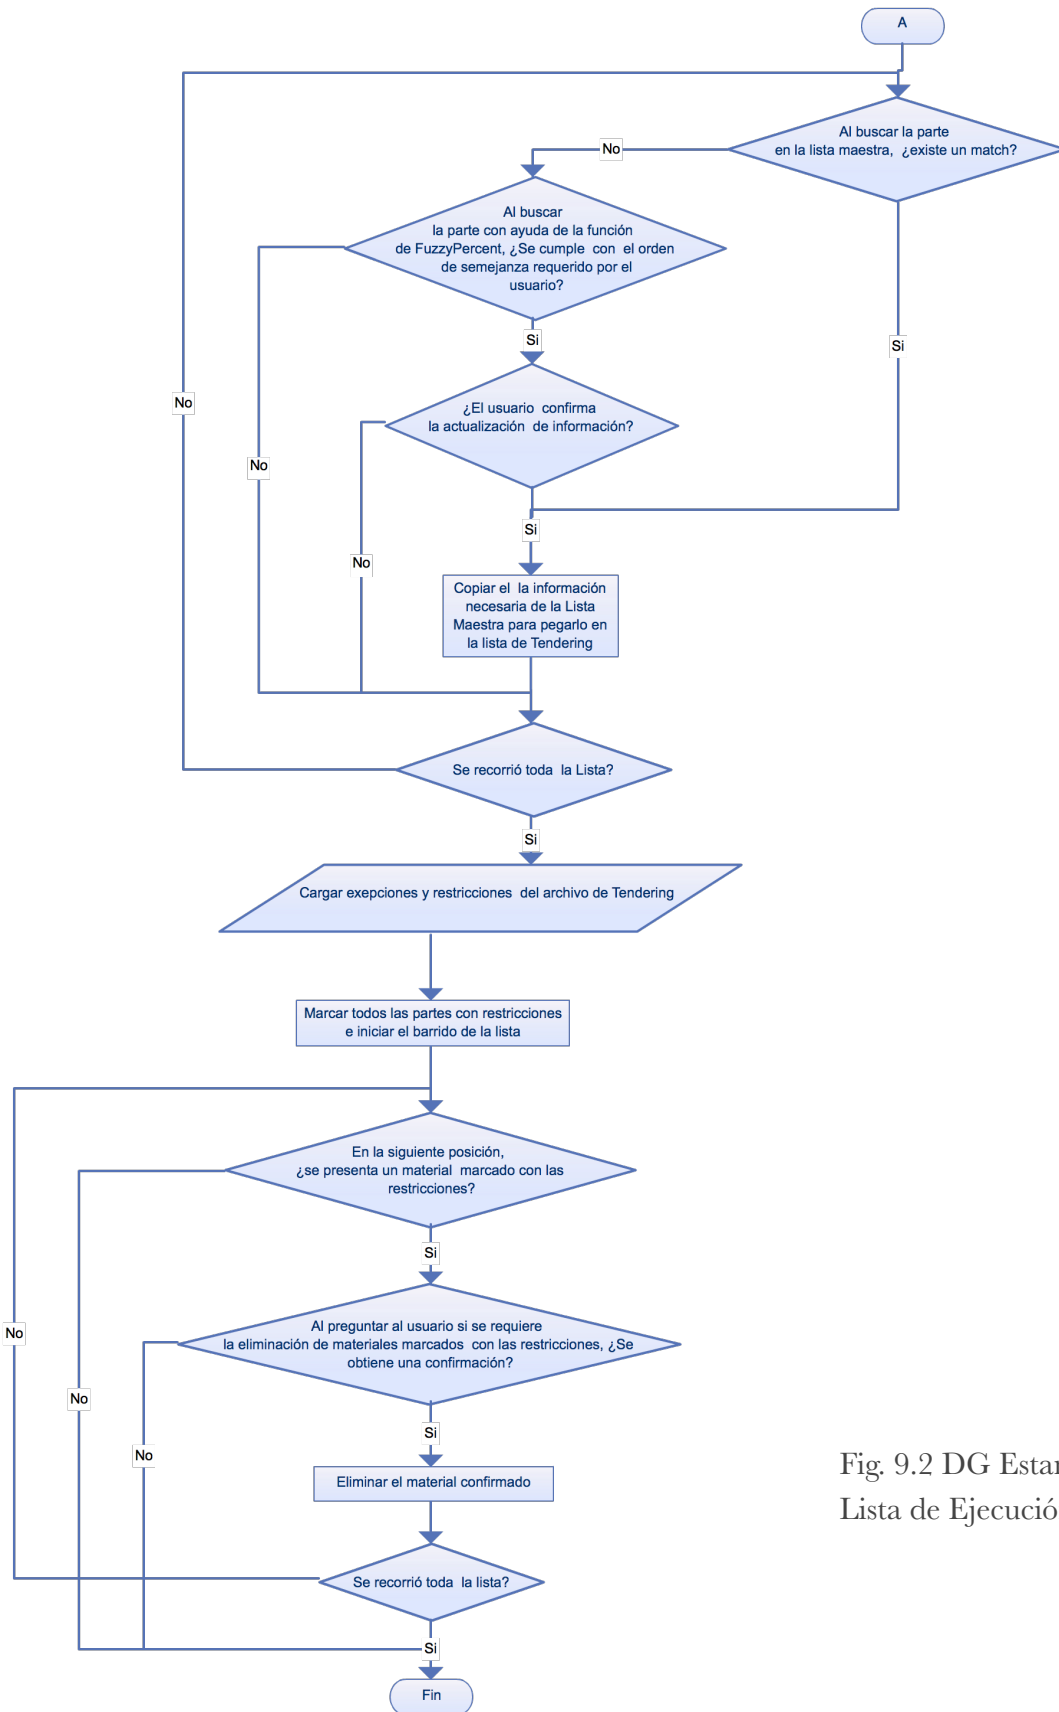 A
Al buscar la parte
en la lista maestra, ¿existe un match?
No
Al buscar
la parte con ayuda de la función
de FuzzyPercent, ¿Se cumple con el orden
de semejanza requerido por el
usuario?
Si
Si
No
¿El usuario confirma
la actualización de información?
No
Si
No
Copiar el la información
necesaria de la Lista
Maestra para pegarlo en
la lista de Tendering
Se recorrió toda la Lista?
Si
Cargar exepciones y restricciones del archivo de Tendering
Marcar todos las partes con restricciones
e iniciar el barrido de la lista
En la siguiente posición,
¿se presenta un material marcado con las
restricciones?
Si
Al preguntar al usuario si se requiere
la eliminación de materiales marcados con las restricciones, ¿Se
obtiene una confirmación?
No
No
Si
No
Eliminar el material confirmado
Se recorrió toda la lista?
Si
Fin
Fig. 9.2 DG Estan
Lista de Ejecució